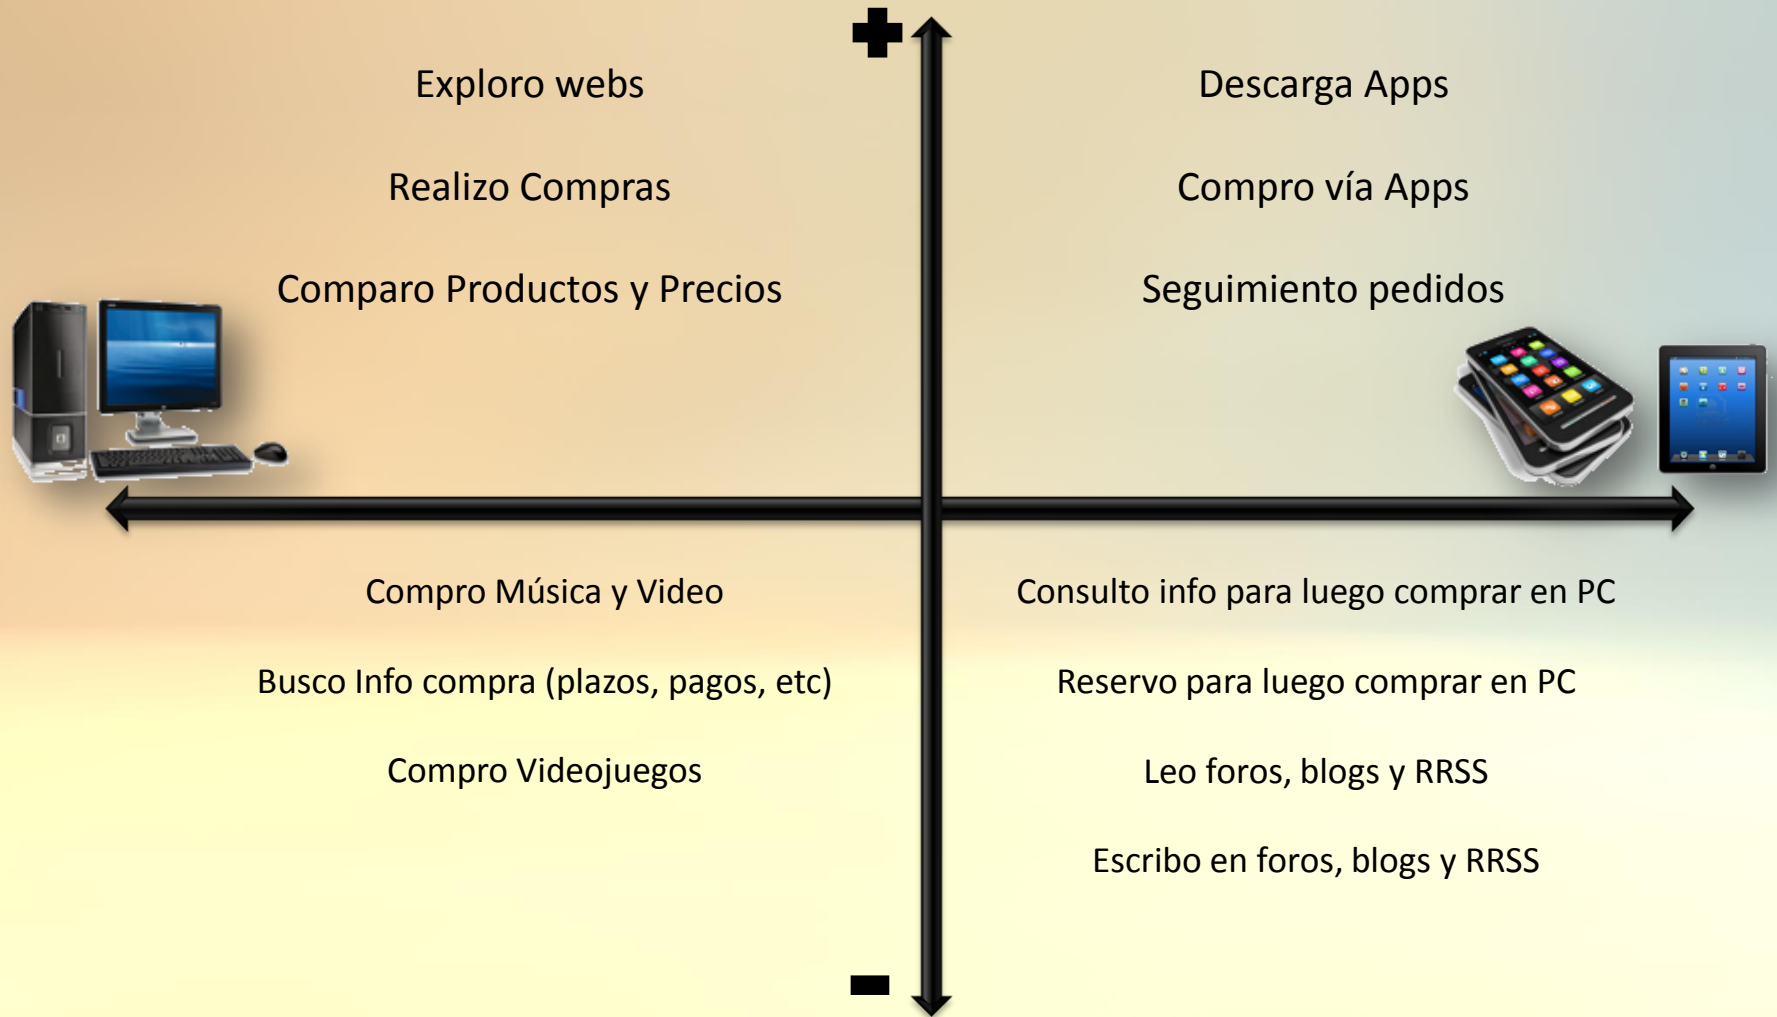 +
Exploro webs
Realizo Compras
Comparo Productos y Precios
Descarga Apps
Compro vía Apps
Seguimiento pedidos
Compro Música y Video
Busco Info compra (plazos, pagos, etc)
Compro Videojuegos
Consulto info para luego comprar en PC
Reservo para luego comprar en PC
Leo foros, blogs y RRSS
Escribo en foros, blogs y RRSS
-